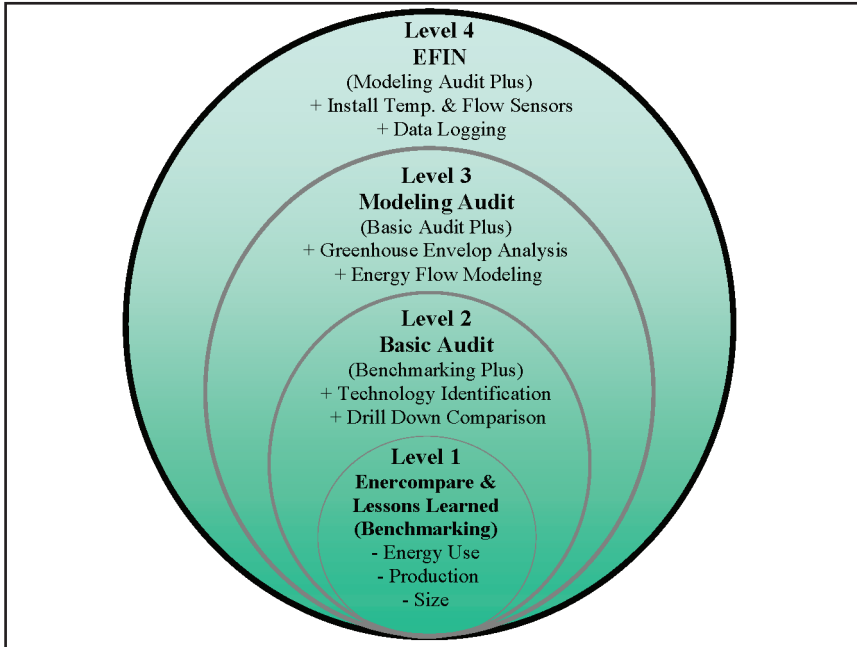 Level 4
EFIN
(Modeling Audit Plus)
+ Install Temp. & Flow Sensors
+ Data Logging
Level 3
Modeling Audit
(Basic Audit Plus)
+ Greenhouse Envelop Analysis
+ Energy Flow Modeling
Level 2
Basic Audit
(Benchmarking Plus)
+ Technology Identification
+ Drill Down Comparison
Level 1
Enercompare &
Lessons Learned
(Benchmarking)
- Energy Use
- Production
- Size